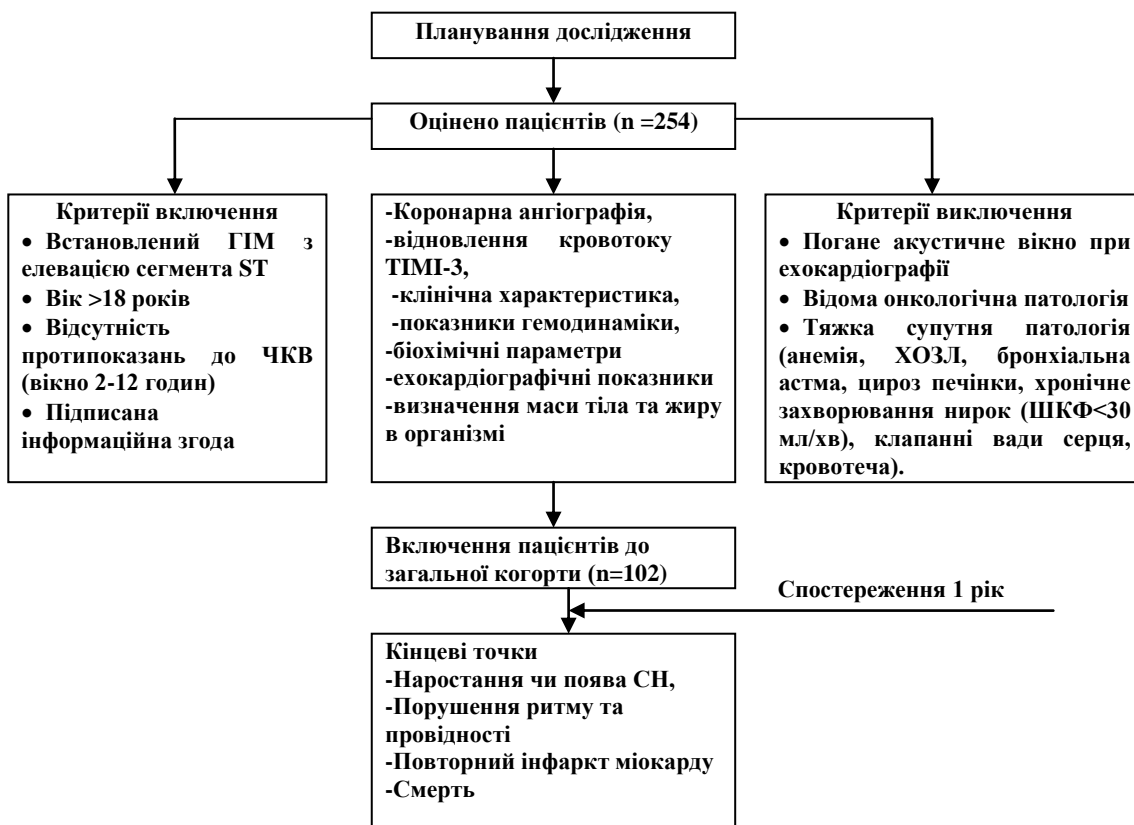 Планування дослідження
Оцінено пацієнтів (n =254)
Критерії включення
• Встановлений ГІМ з
елевацією сегмента ST
• Вік >18 років
• Відсутність
протипоказань до ЧКВ
(вікно 2-12 годин)
• Підписана
інформаційна згода
-Коронарна ангіографія,
-відновлення кровотоку
ТІМІ-3,
-клінічна характеристика,
-показники гемодинаміки,
-біохімічні параметри
-ехокардіографічні показники
-визначення маси тіла та жиру
в організмі
Критерії виключення
• Погане акустичне вікно при
ехокардіографії
• Відома онкологічна патологія
• Тяжка супутня патологія
(анемія, ХОЗЛ, бронхіальна
астма, цироз печінки, хронічне
захворювання нирок (ШКФ<30
мл/хв), клапанні вади серця,
кровотеча).
Включення пацієнтів до
загальної когорти (n=102)
Спостереження 1 рік
Кінцеві точки
-Наростання чи поява СН,
-Порушення ритму та
провідності
-Повторний інфаркт міокарду
-Смерть